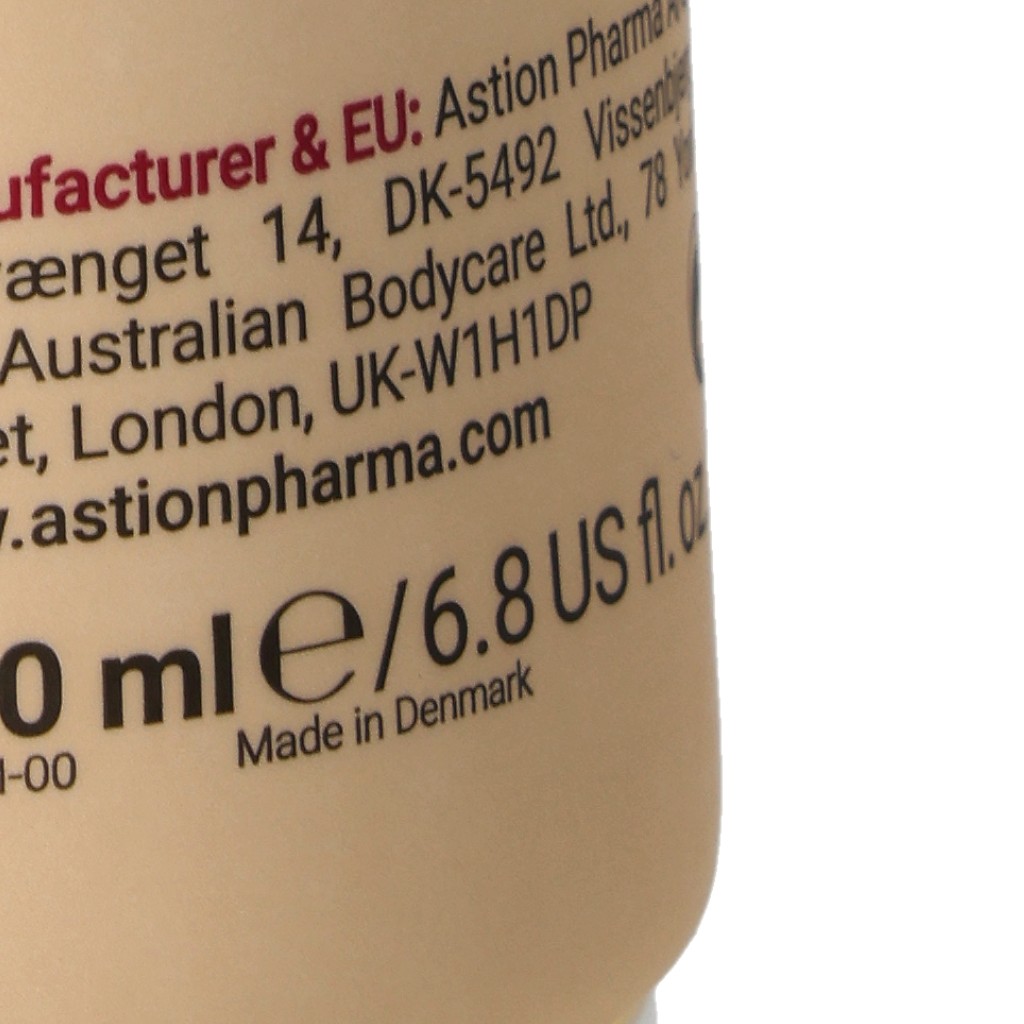 ufacturer & EU: Astion Pharma
ænget 14, DK-5492 Vissenbjerg
Australian Bodycare Ltd., 78
et, London, UK-W1H1DP
.astionpharma.com
0 ml e/6.8 US fl. oz
Made in Denmark
-00